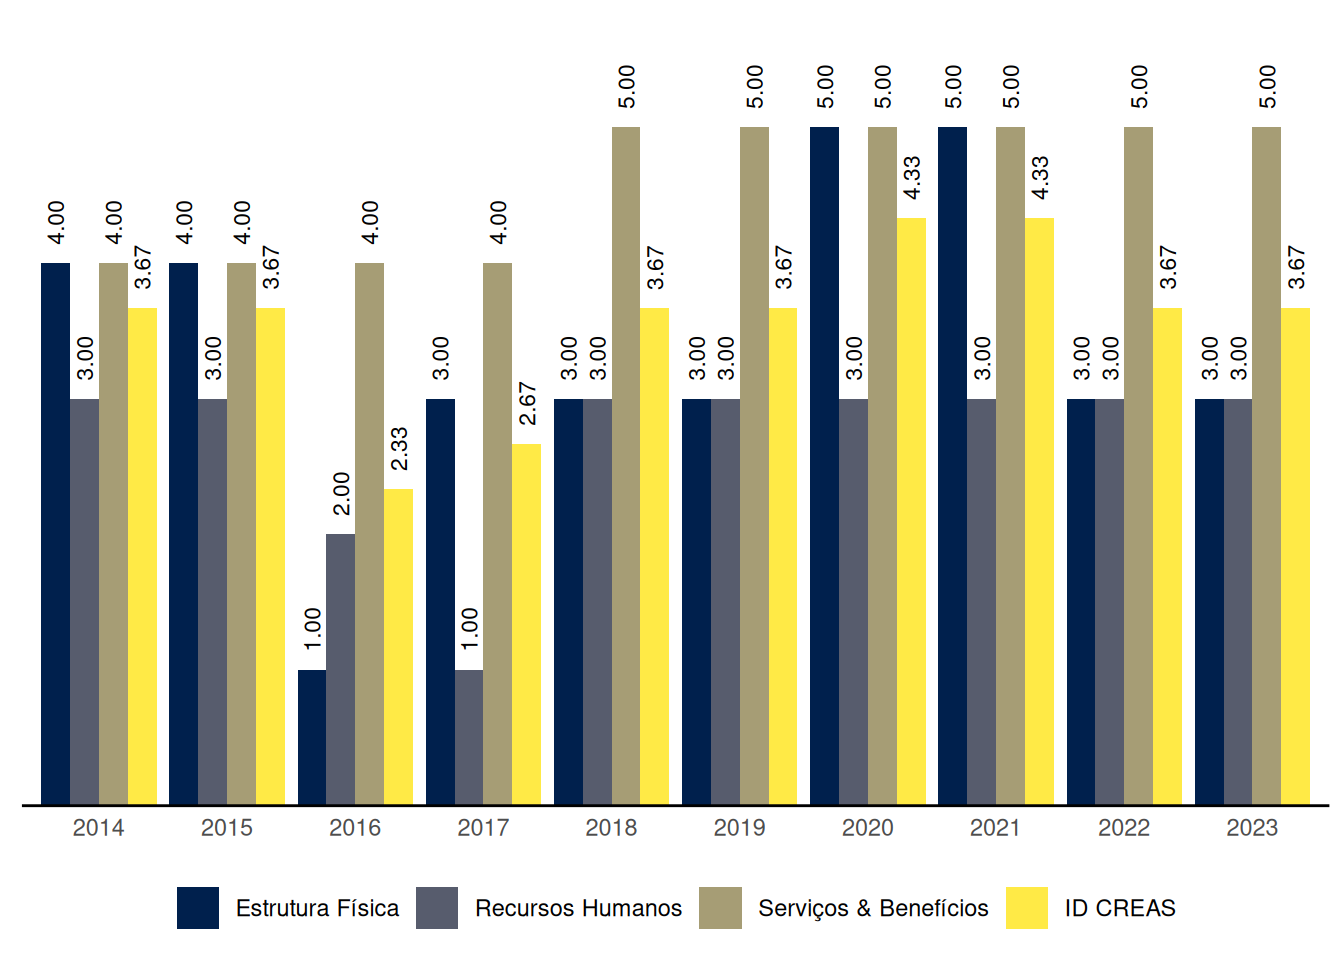 4.00 3.00 4.00 3.67 4.00 3.00 4.00 3.67 1.00 2.00 4.00 2.33 3.00 1.00 4.00 2.67 3.00 3.00 5.00 3.67 3.00 3.00 5.00 3.67 5.00 3.00 5.00 4.33 5.00 3.00 5.00 4.33 3.00 3.00 5.00 3.67 3.00 3.00 5.00 3.67
2014 2015 2016 2017 2018 2019 2020 2021 2022 2023
Estrutura Física Recursos Humanos Serviços & Benefícios ID CREAS